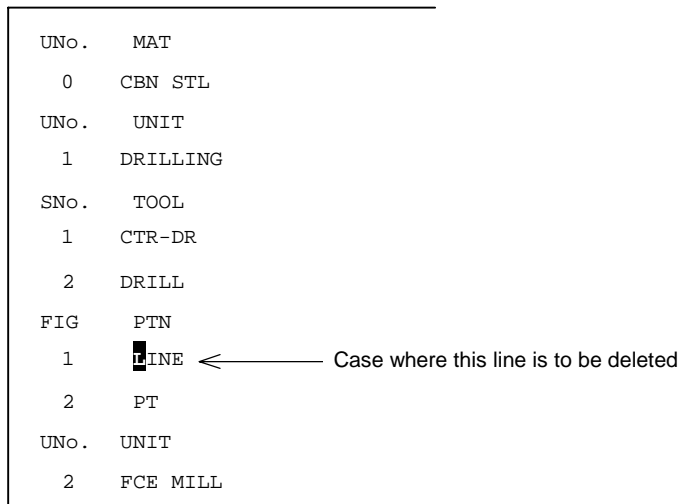 UNo. MAT
0 CBN STL
UNo. UNIT
1 DRILLING
SNo. TOOL
1 CTR-DR
2 DRILL
FIG PTN
1 LINE Case where this line is to be deleted
2 PT
UNo. UNIT
2 FCE MILL